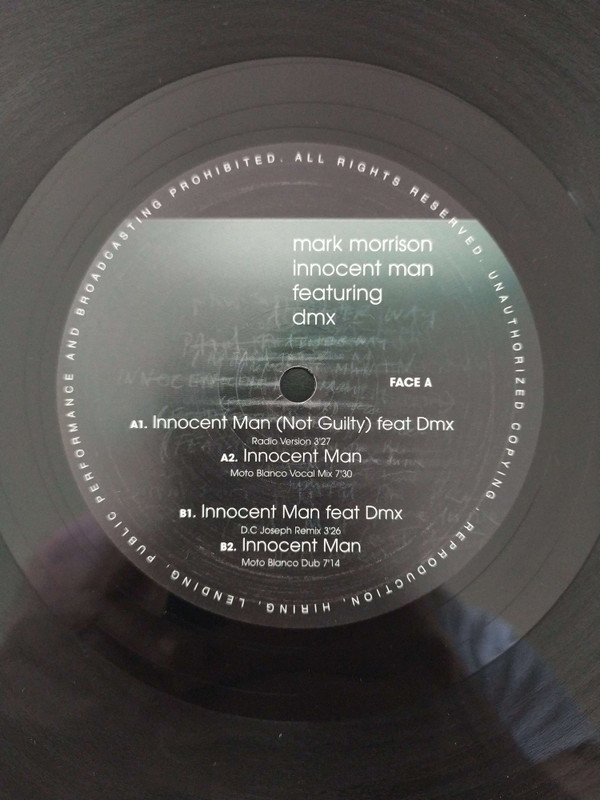 PUBLIC PERFORMANCE AND BROADCASTING PROHIBITED. ALL RIGHTS RESERVED. UNAUTHORIZED COPYING, REPRODUCTION, HIRING, LENDING,
mark morrison
innocent man
featuring
dmx
FACE A
A1. Innocent Man (Not Guilty) feat Dmx
Radio Version 3'27
A2. Innocent Man
Moto Blanco Vocal Mix 7'30
B1. Innocent Man feat Dmx
D.C Joseph Remix 3'26
B2. Innocent Man
Moto Blanco Dub 7'14